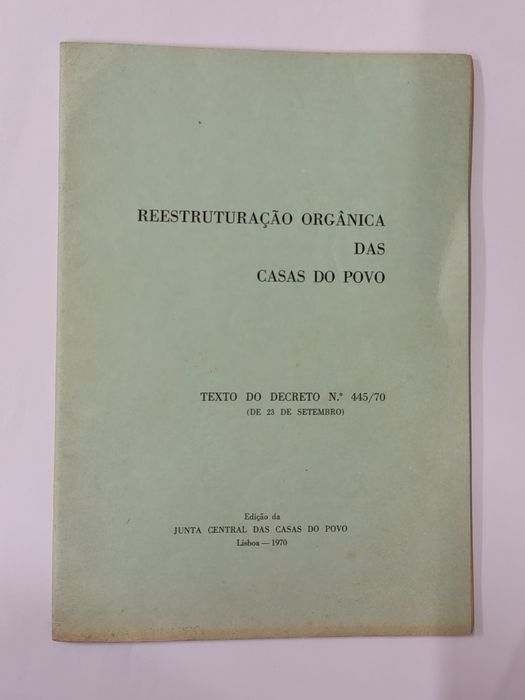 REESTRUTURAÇÃO ORGÂNICA
DAS
CASAS DO POVO
TEXTO DO DECRETO N.º 445/70
(DE 23 DE SETEMBRO)
Edição da
JUNTA CENTRAL DAS CASAS DO POVO
Lisboa — 1970